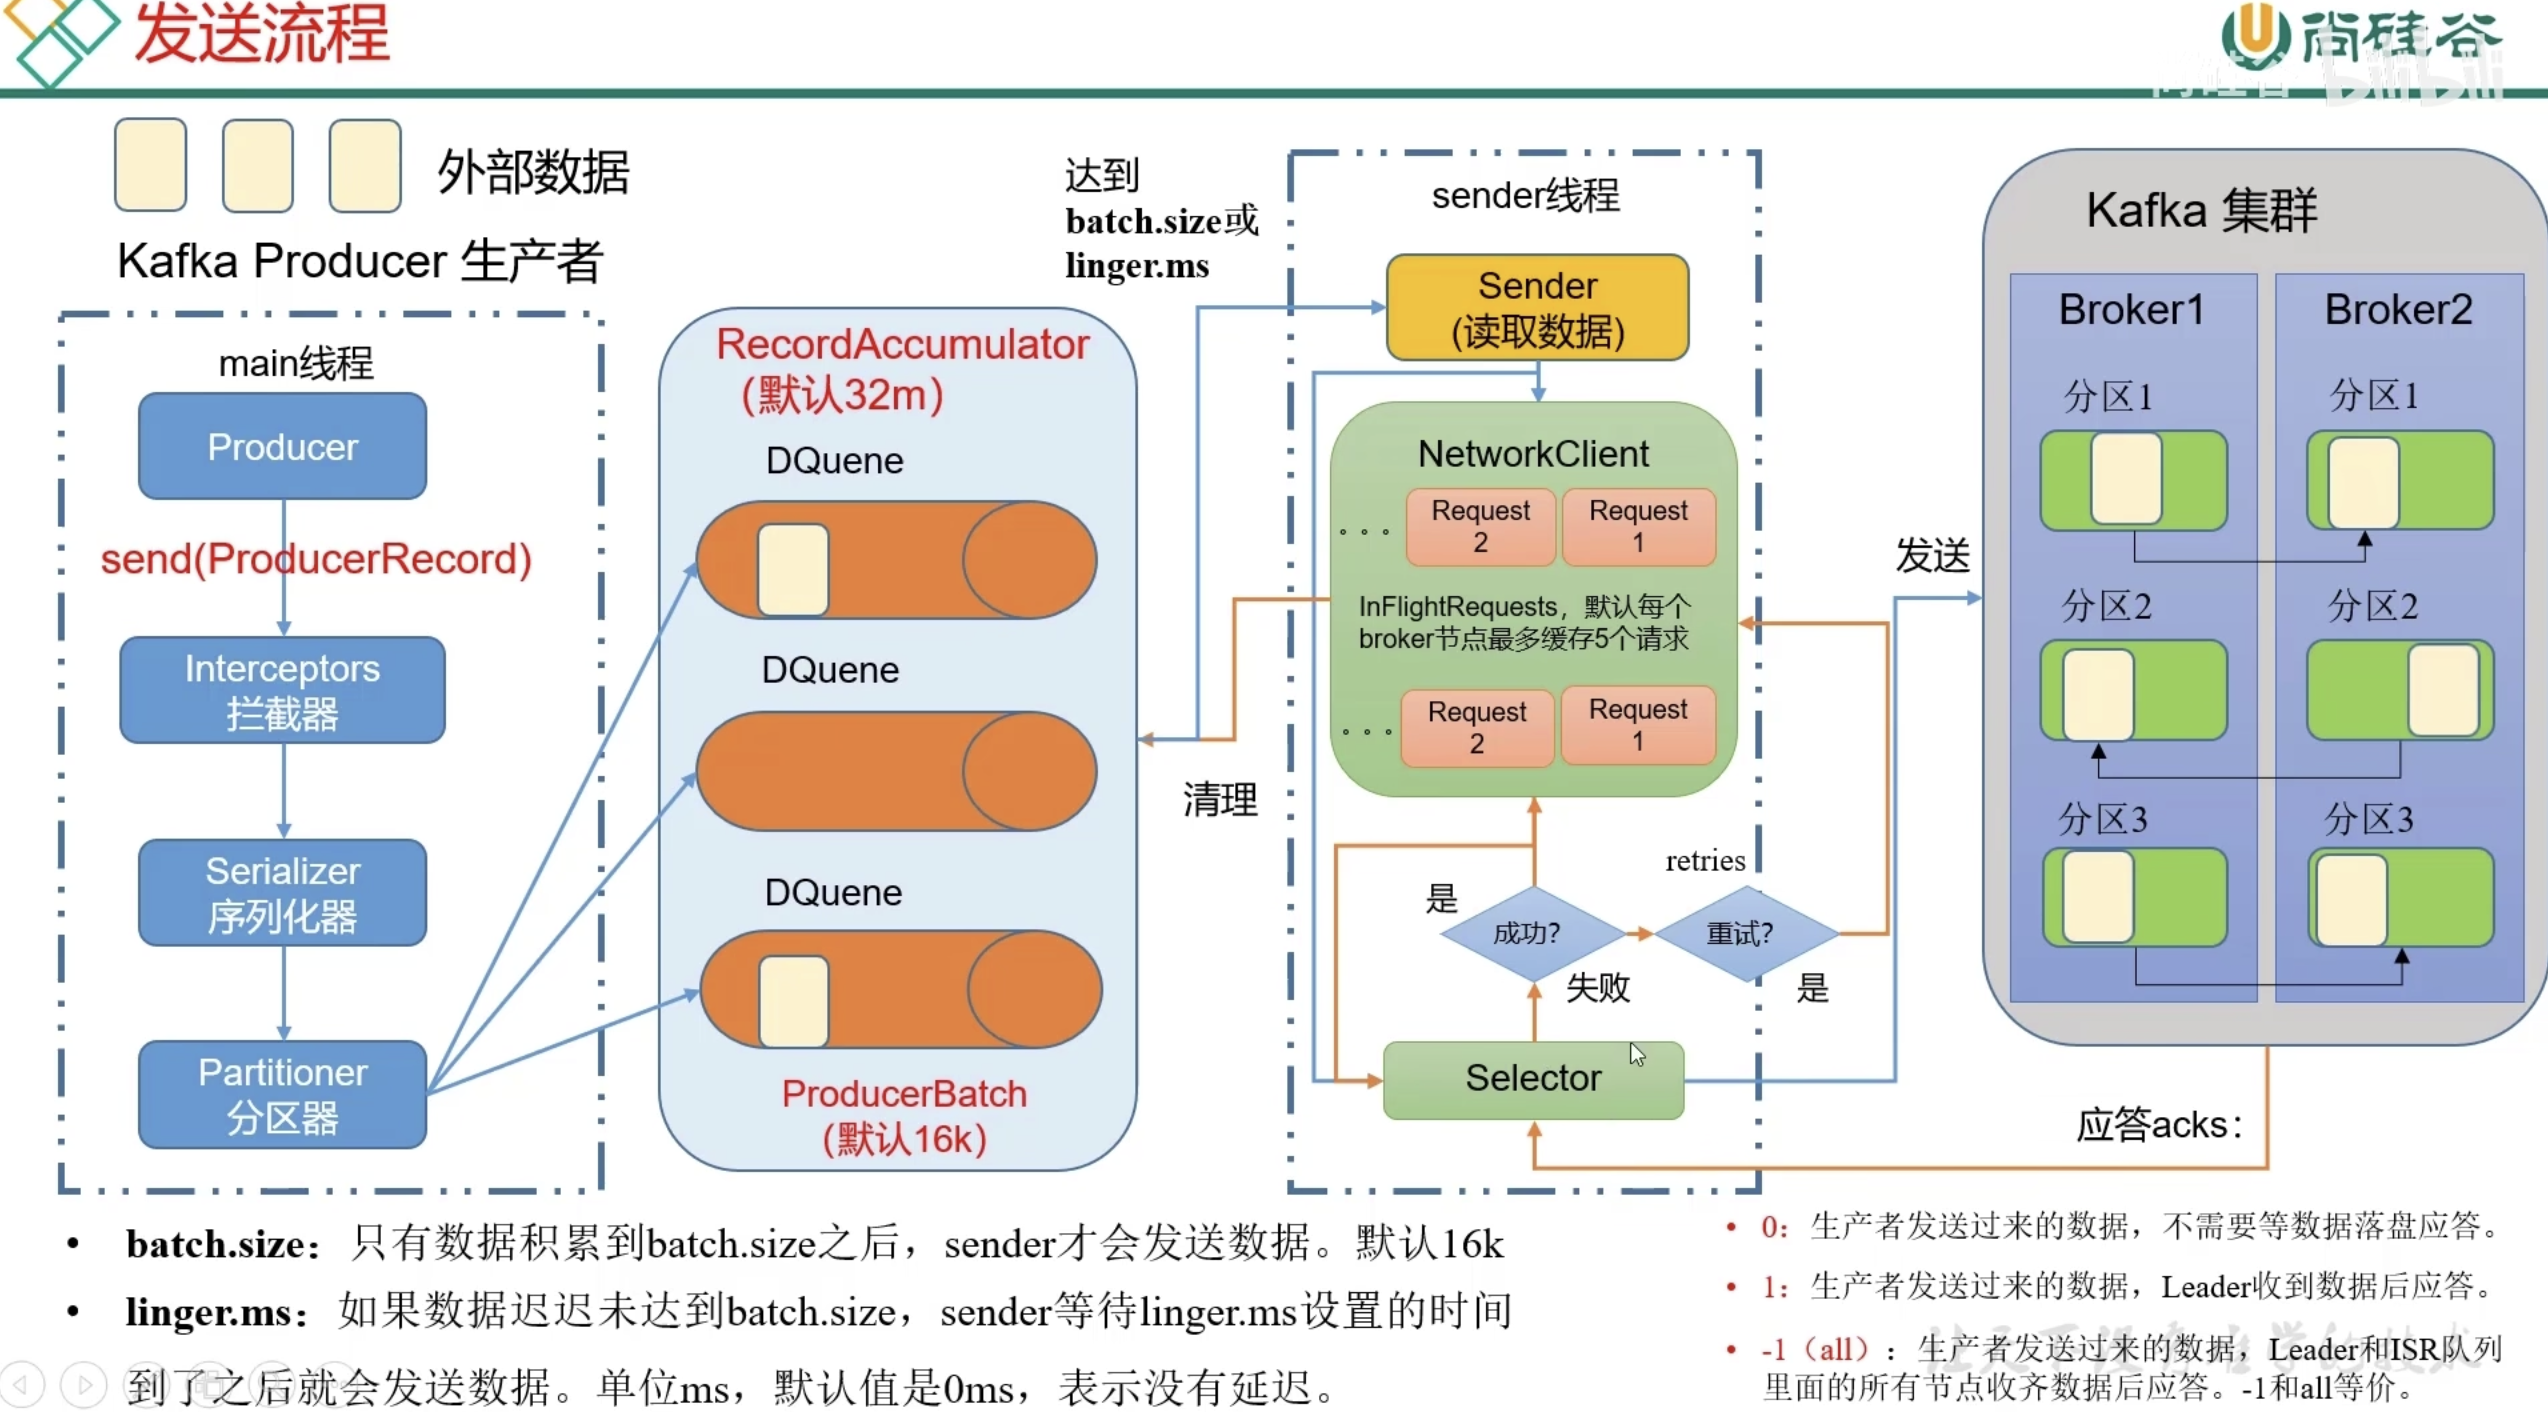 发送流程
尚硅谷
尚硅谷 bilibili
外部数据
Kafka Producer 生产者
main线程
Producer
send(ProducerRecord)
Interceptors
拦截器
Serializer
序列化器
Partitioner
分区器
RecordAccumulator
(默认32m)
DQuene
DQuene
DQuene
ProducerBatch
(默认16k)
达到
batch.size或
linger.ms
清理
sender线程
Sender
(读取数据)
NetworkClient
Request
2
Request
1
InFlightRequests，默认每个
broker节点最多缓存5个请求
Request
2
Request
1
retries
是
成功?
重试?
失败
是
Selector
发送
Kafka 集群
Broker1
Broker2
分区1
分区1
分区2
分区2
分区3
分区3
应答acks：
• batch.size：只有数据积累到batch.size之后，sender才会发送数据。默认16k
• linger.ms：如果数据迟迟未达到batch.size，sender等待linger.ms设置的时间
到了之后就会发送数据。单位ms，默认值是0ms，表示没有延迟。
• 0：生产者发送过来的数据，不需要等数据落盘应答。
• 1：生产者发送过来的数据，Leader收到数据后应答。
• -1（all）：生产者发送过来的数据，Leader和ISR队列
里面的所有节点收齐数据后应答。-1和all等价。
让天下没有难学的技术